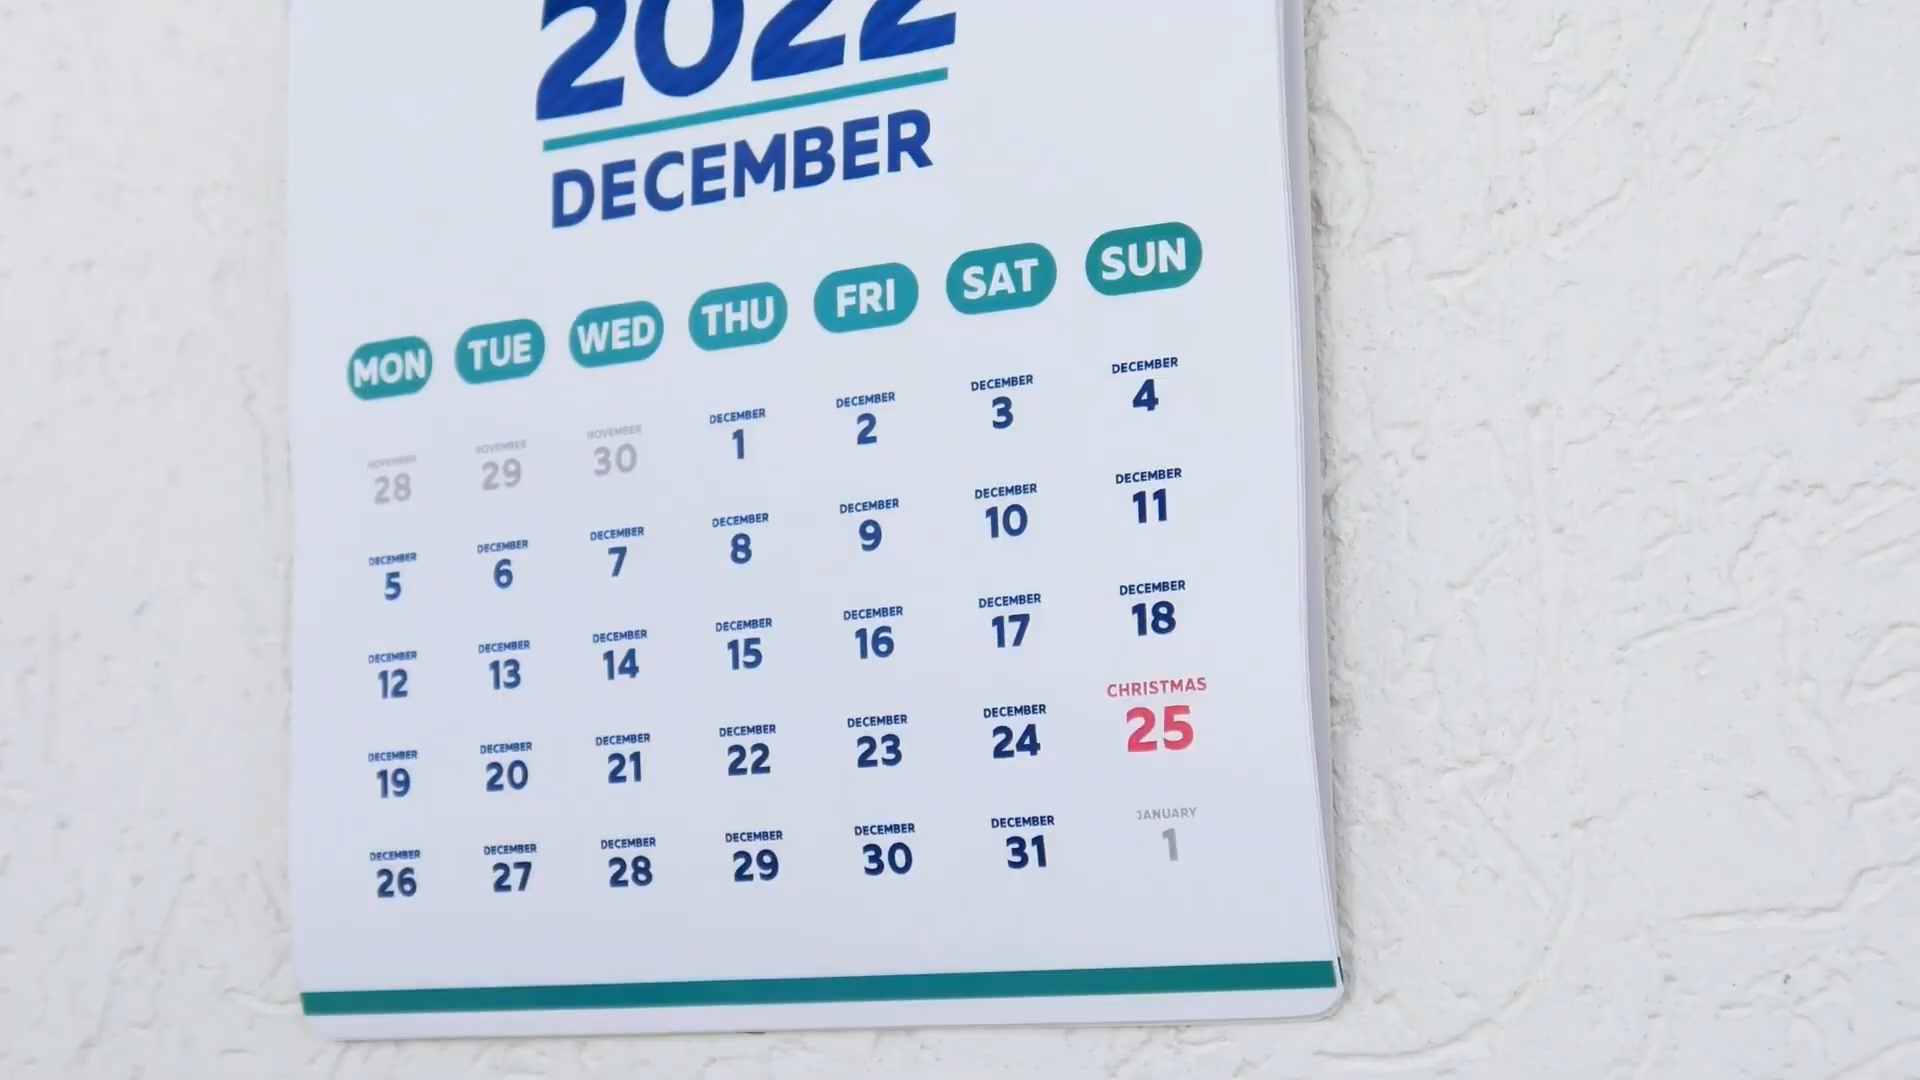 2022
DECEMBER
MON TUE WED THU FRI SAT SUN
NOVEMBER NOVEMBER NOVEMBER DECEMBER DECEMBER DECEMBER DECEMBER
28 29 30 1 2 3 4
DECEMBER DECEMBER DECEMBER DECEMBER DECEMBER DECEMBER DECEMBER
5 6 7 8 9 10 11
DECEMBER DECEMBER DECEMBER DECEMBER DECEMBER DECEMBER DECEMBER
12 13 14 15 16 17 18
DECEMBER DECEMBER DECEMBER DECEMBER DECEMBER DECEMBER CHRISTMAS
19 20 21 22 23 24 25
DECEMBER DECEMBER DECEMBER DECEMBER DECEMBER DECEMBER JANUARY
26 27 28 29 30 31 1